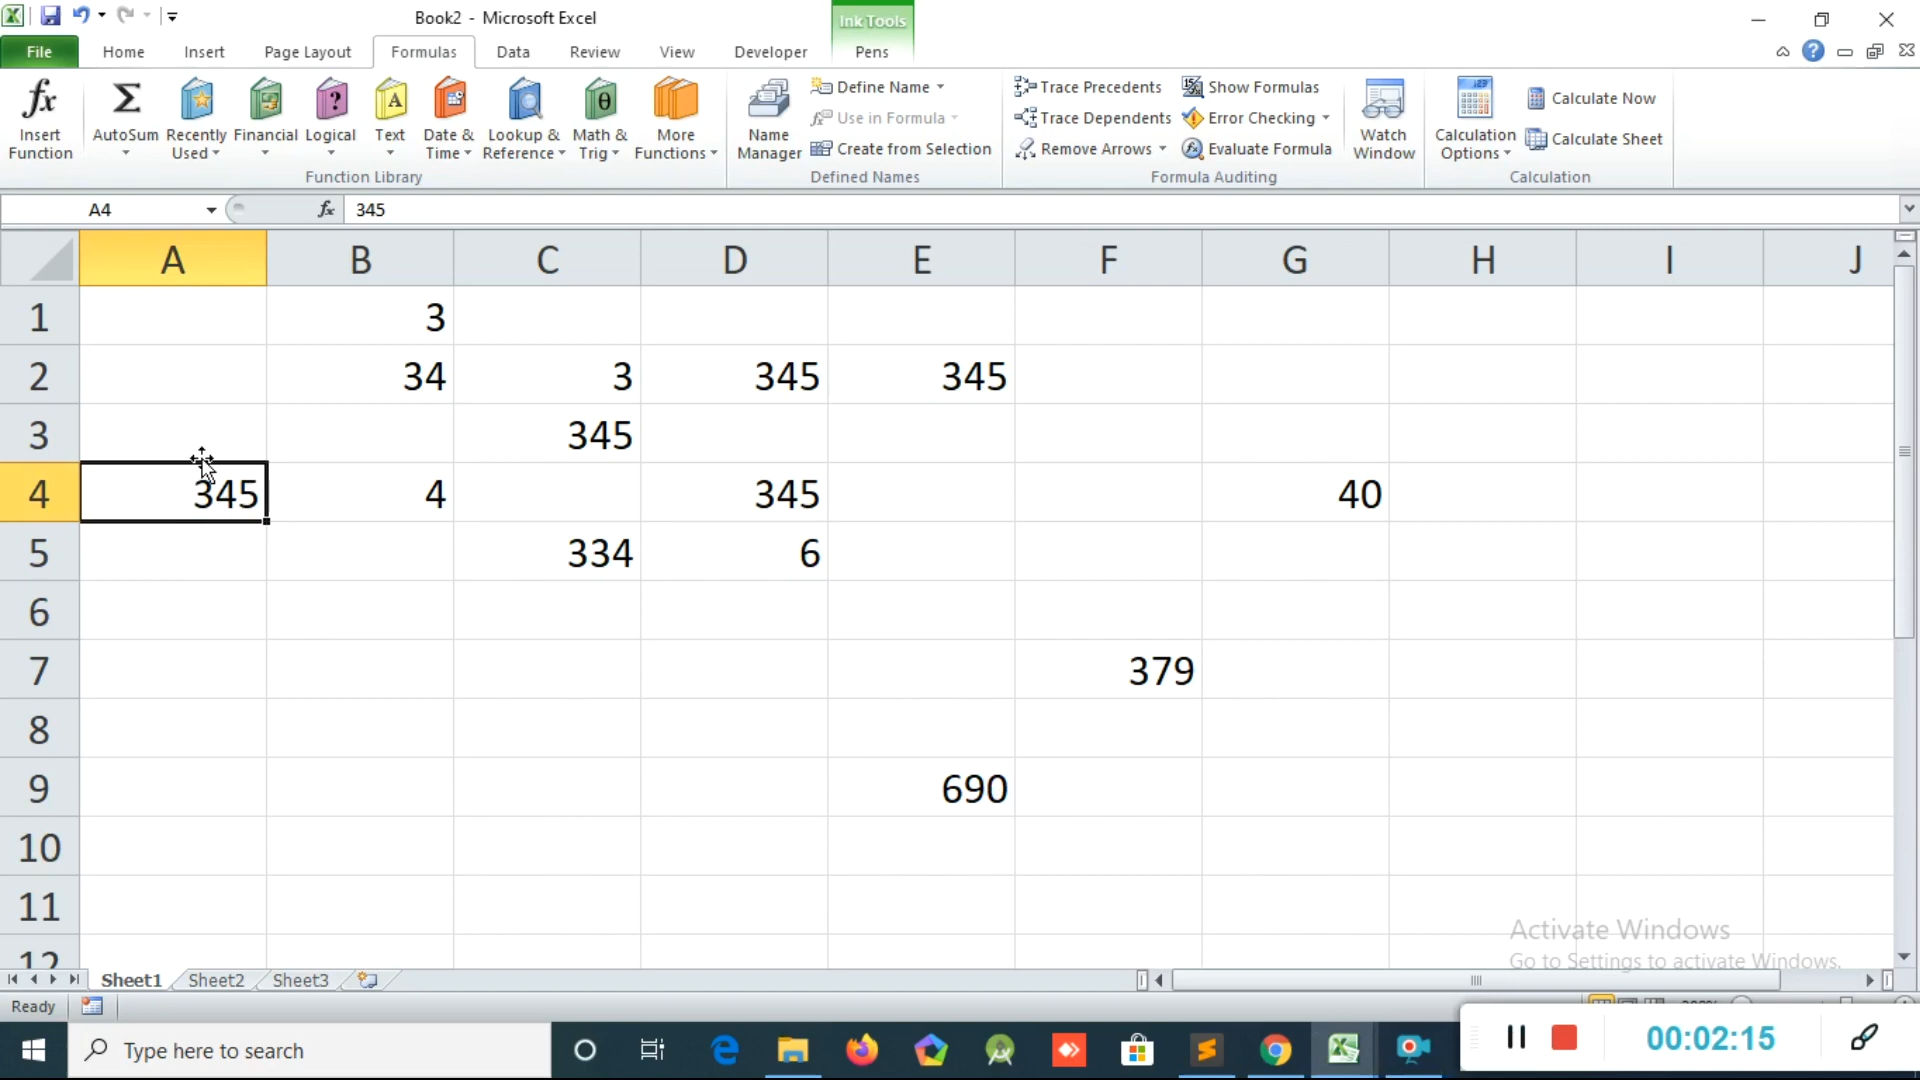 Book2 - Microsoft Excel
Ink Tools
File Home Insert Page Layout Formulas Data Review View Developer Pens
fx Insert Function
Σ AutoSum
Recently Used
Financial
Logical
Text
Date & Time
Lookup & Reference
Math & Trig
More Functions
Function Library
Name Manager
Define Name
Use in Formula
Create from Selection
Defined Names
Trace Precedents
Trace Dependents
Remove Arrows
Show Formulas
Error Checking
Evaluate Formula
Watch Window
Formula Auditing
Calculation Options
Calculate Now
Calculate Sheet
Calculation
A4 fx 345
A B C D E F G H I J
1 3
2 34 3 345 345
3 345
4 345 4 345 40
5 334 6
6
7 379
8
9 690
10
11
12
Activate Windows
Go to Settings to activate Windows.
Sheet1 Sheet2 Sheet3
Ready
Type here to search
00:02:15